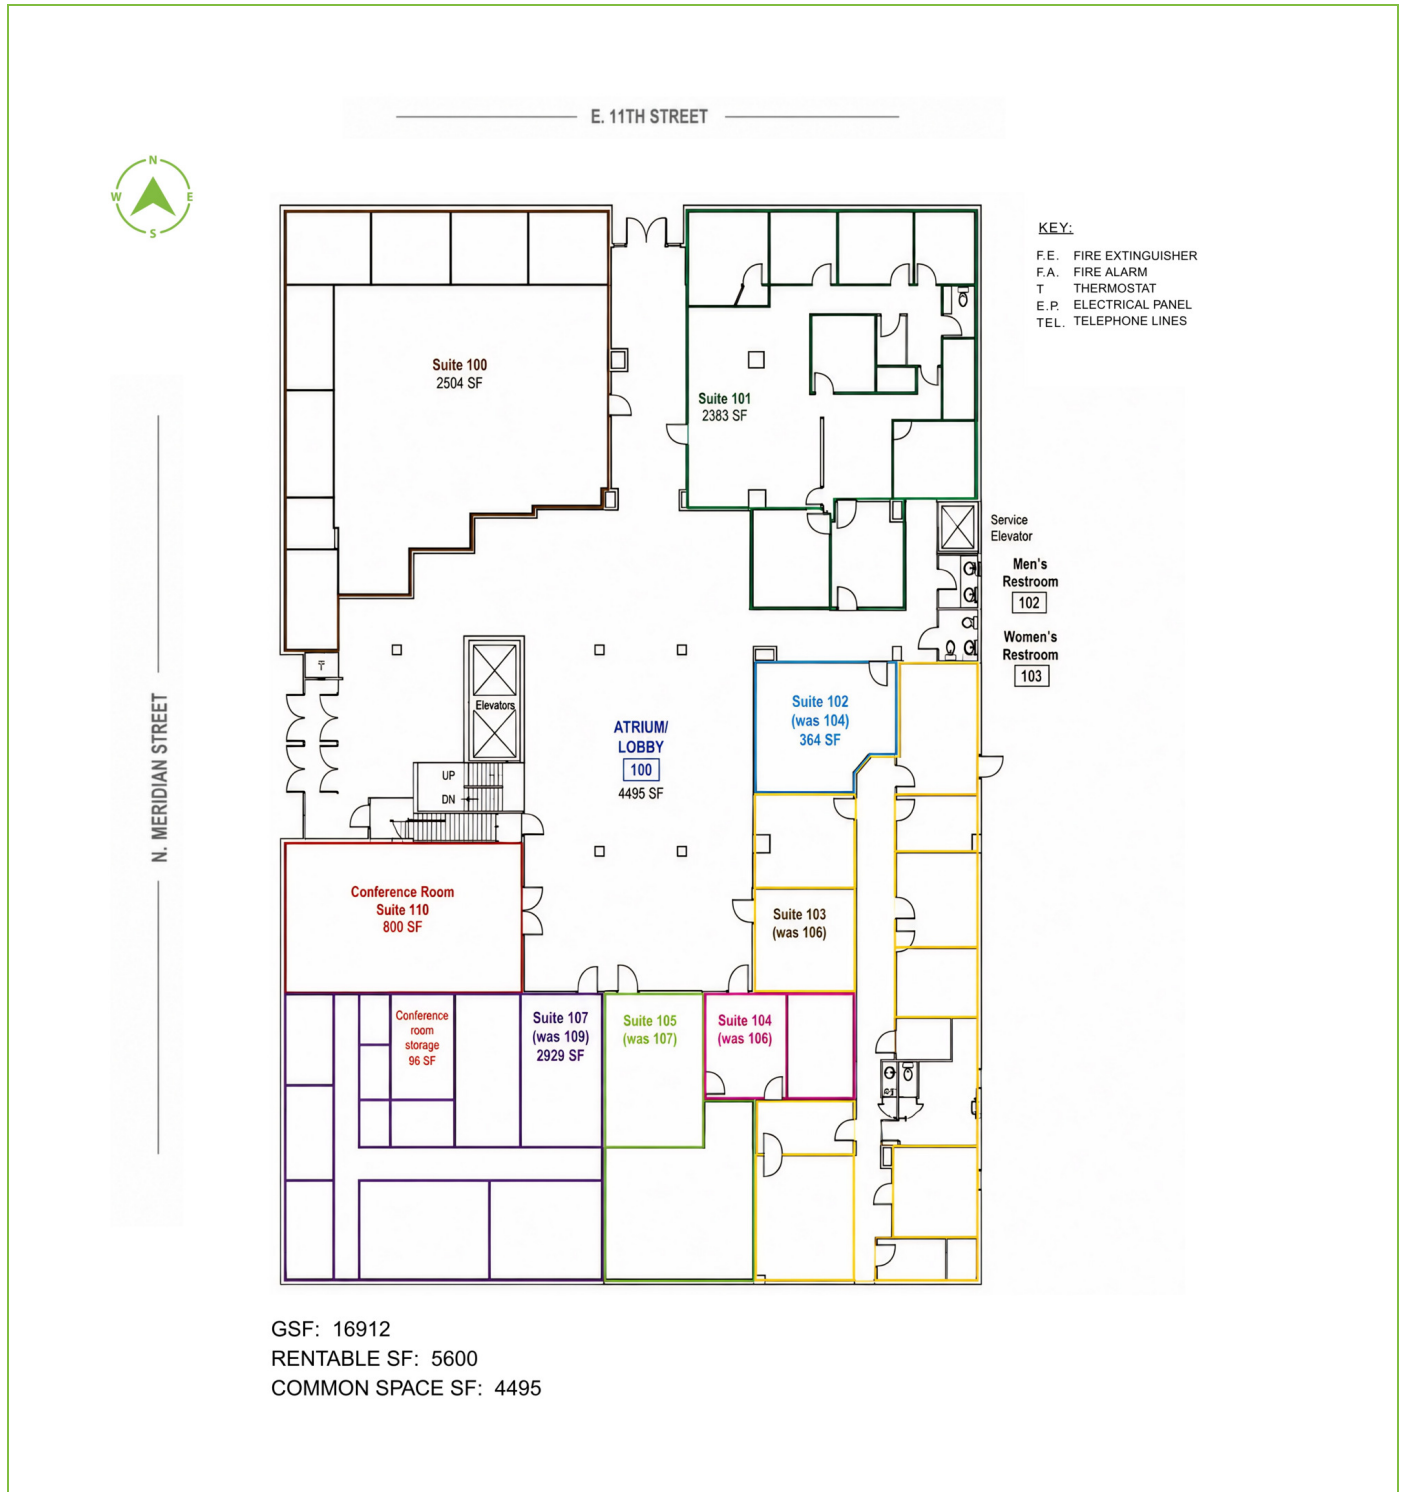 E. 11TH STREET
N
W
E
S
KEY:
F.E. FIRE EXTINGUISHER
F.A. FIRE ALARM
T THERMOSTAT
E.P. ELECTRICAL PANEL
TEL. TELEPHONE LINES
Suite 100
2504 SF
Suite 101
2383 SF
Service
Elevator
Men's
Restroom
102
Women's
Restroom
103
T
N. MERIDIAN STREET
Elevators
UP
DN
ATRIUM/
LOBBY
100
4495 SF
Suite 102
(was 104)
364 SF
Conference Room
Suite 110
800 SF
Suite 103
(was 106)
Conference
room
storage
96 SF
Suite 107
(was 109)
2929 SF
Suite 105
(was 107)
Suite 104
(was 106)
GSF: 16912
RENTABLE SF: 5600
COMMON SPACE SF: 4495